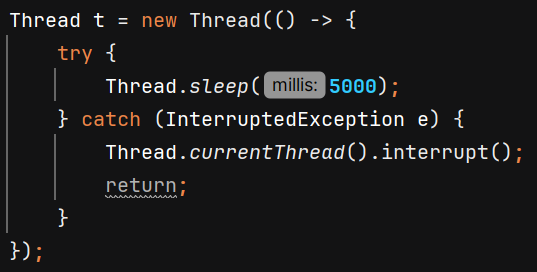 Thread t = new Thread(() -> {
    try {
        Thread.sleep( millis: 5000);
    } catch (InterruptedException e) {
        Thread.currentThread().interrupt();
        return;
    }
});